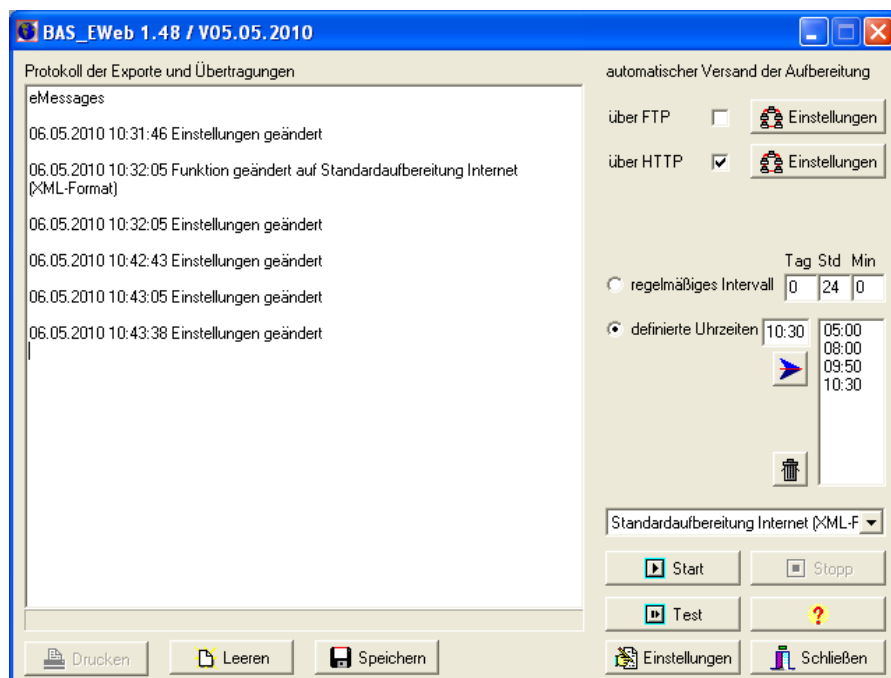 BAS_EWeb 1.48 / V05.05.2010
Protokoll der Exporte und Übertragungen
eMessages
06.05.2010 10:31:46 Einstellungen geändert
06.05.2010 10:32:05 Funktion geändert auf Standardaufbereitung Internet
(XML-Format)
06.05.2010 10:32:05 Einstellungen geändert
06.05.2010 10:42:43 Einstellungen geändert
06.05.2010 10:43:05 Einstellungen geändert
06.05.2010 10:43:38 Einstellungen geändert
Drucken
Leeren
Speichern
automatischer Versand der Aufbereitung
über FTP
Einstellungen
über HTTP
Einstellungen
Tag Std Min
regelmäßiges Intervall 0 24 0
definierte Uhrzeiten 10:30
05:00
08:00
09:50
10:30
Standardaufbereitung Internet (XML-F
Start
Stopp
Test
?
Einstellungen
Schließen